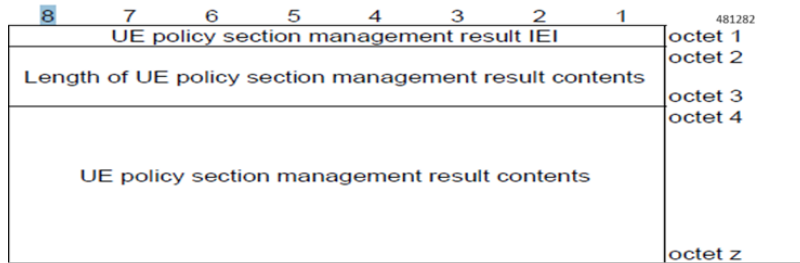 8 7 6 5 4 3 2 1 481282
UE policy section management result IEI octet 1
octet 2
Length of UE policy section management result contents
octet 3
octet 4
UE policy section management result contents
octet z